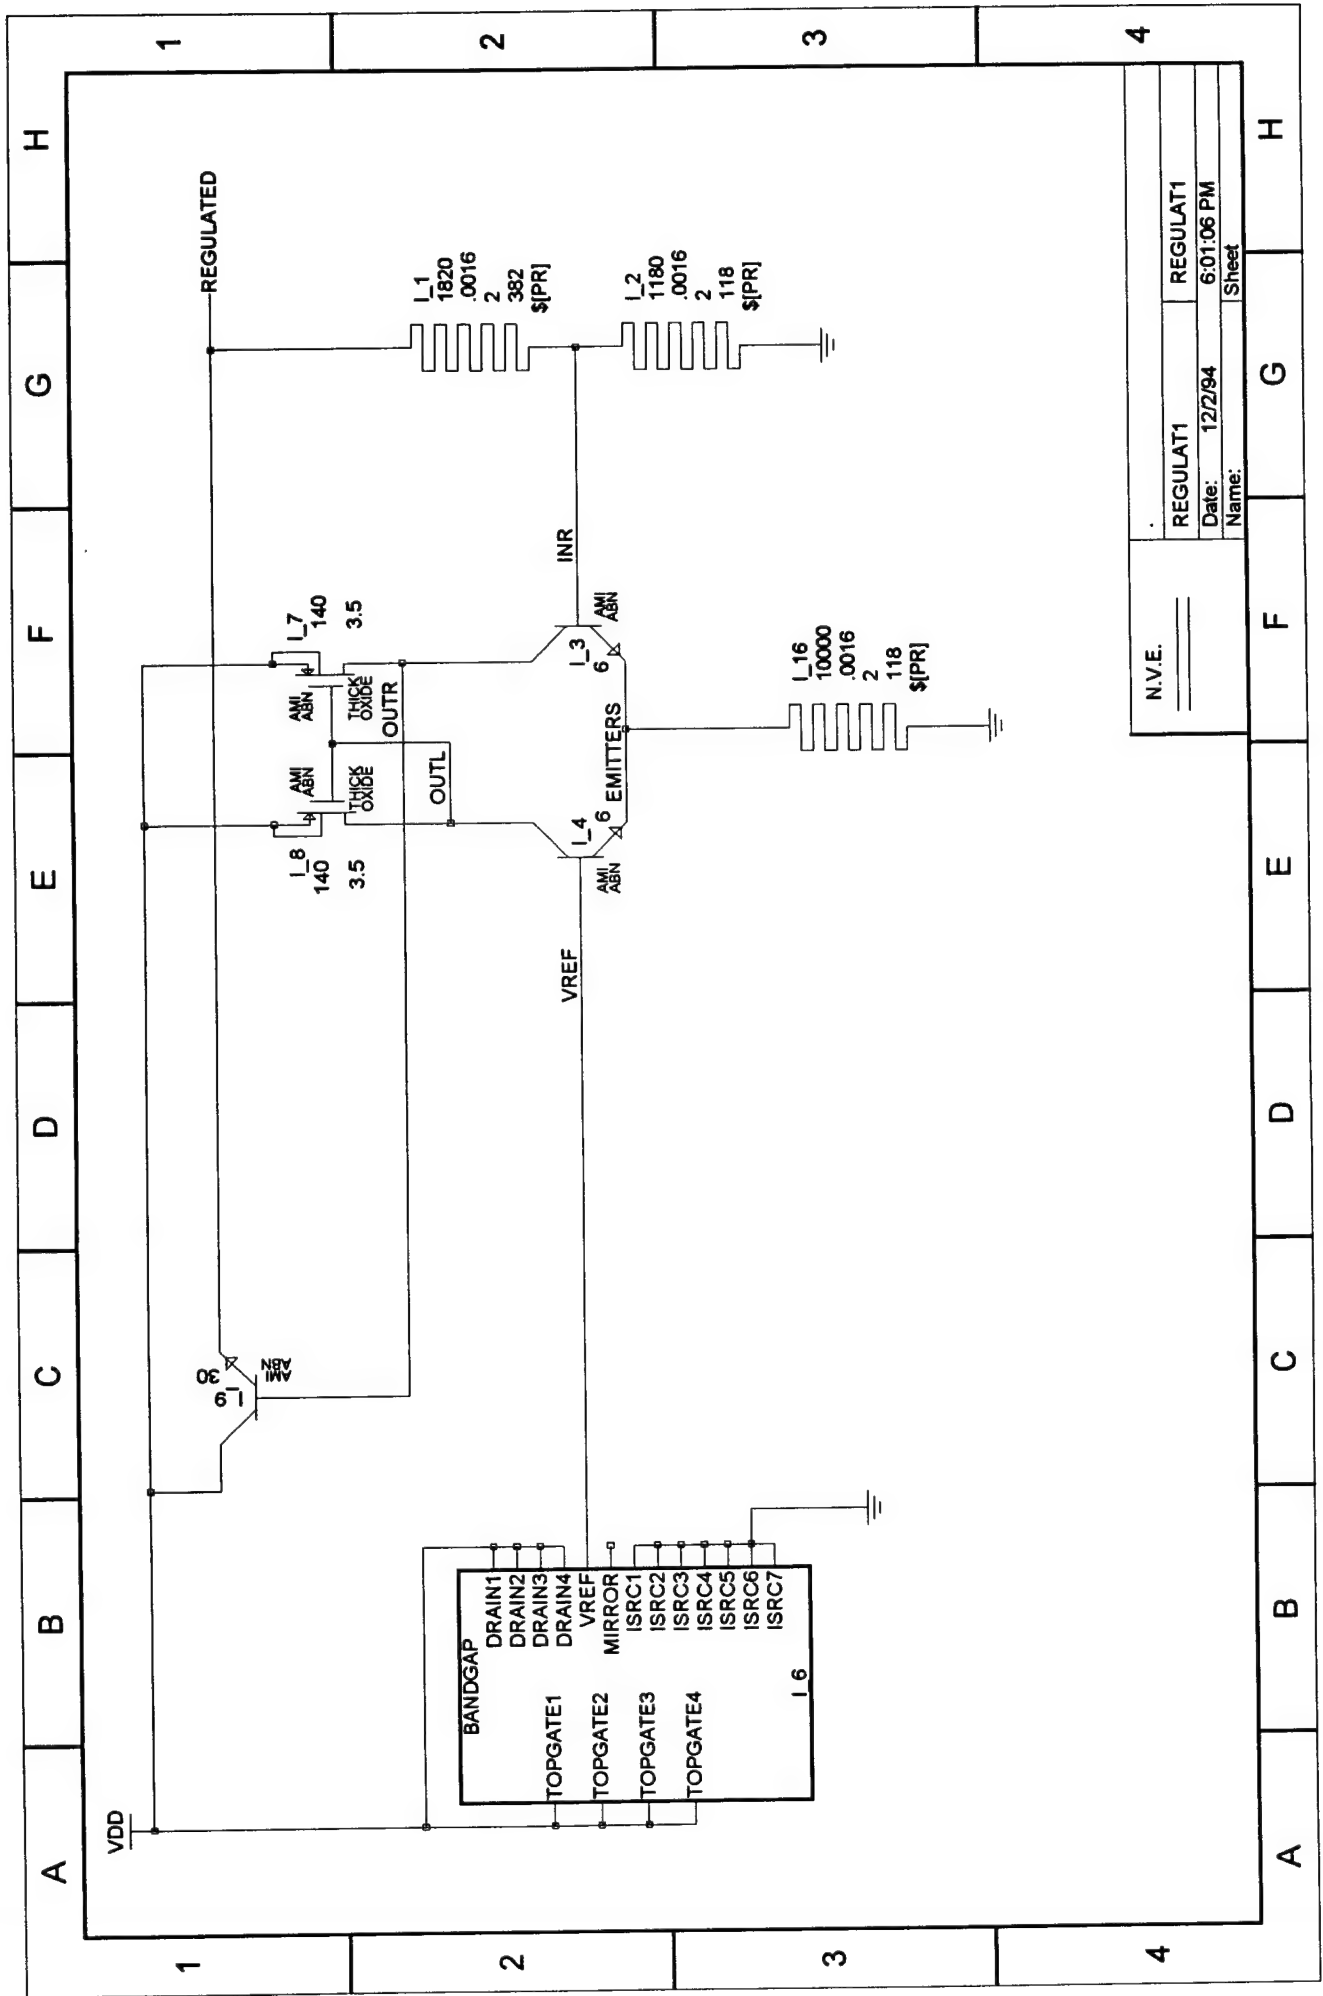 A
B
C
D
E
F
G
H
1
2
3
4
VDD
I_9
30
AMI
ABN
REGULATED
I_8
140
3.5
AMI
ABN
THICK
OXIDE
I_7
140
3.5
AMI
ABN
THICK
OXIDE
OUTR
OUTL
I_1
1820
.0016
2
382
$[PR]
I_2
1180
.0016
2
118
$[PR]
VREF
I_4
6
AMI
ABN
EMITTERS
I_3
6
AMI
ABN
INR
I_16
10000
.0016
2
118
$[PR]
BANDGAP
DRAIN1
DRAIN2
DRAIN3
DRAIN4
VREF
MIRROR
ISRC1
ISRC2
ISRC3
ISRC4
ISRC5
ISRC6
ISRC7
TOPGATE1
TOPGATE2
TOPGATE3
TOPGATE4
I_6
N.V.E.
REGULAT1 REGULAT1
Date: 12/2/94 6:01:06 PM
Name: Sheet
1
2
3
4
A
B
C
D
E
F
G
H